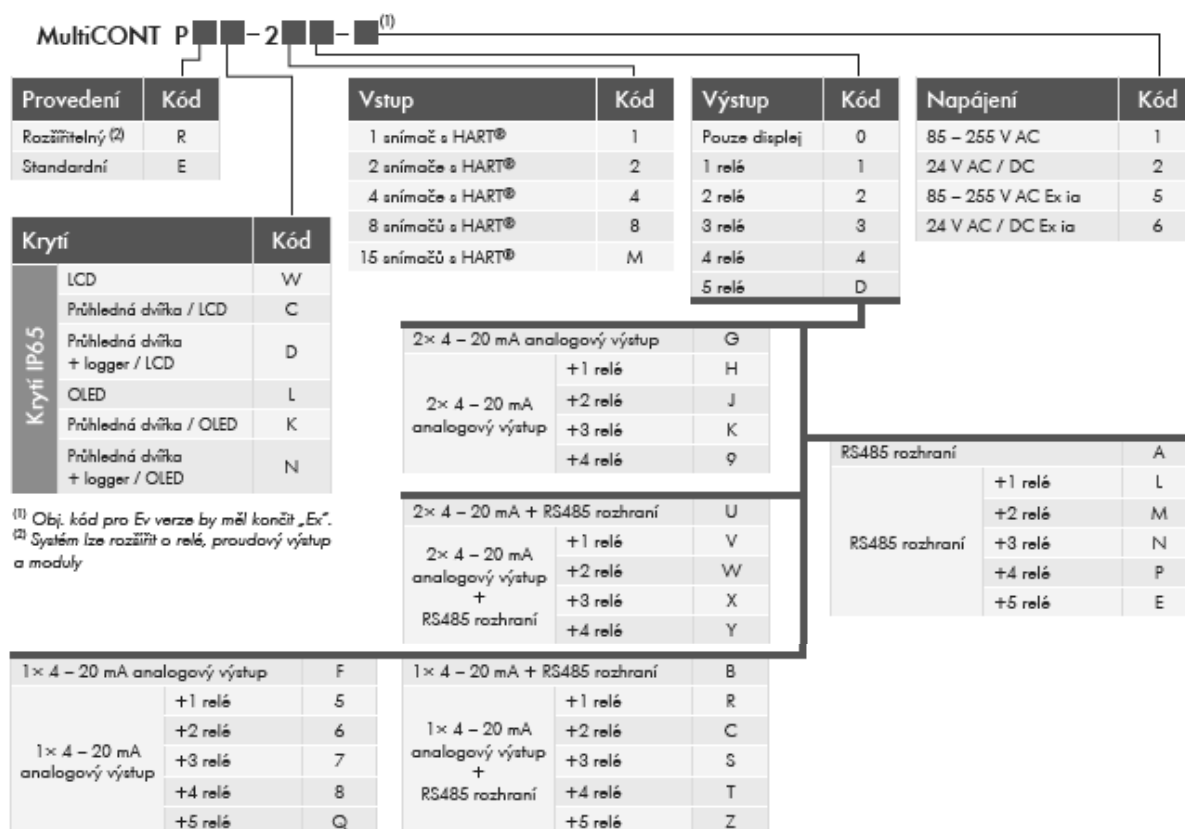 MultiCONT P■■-2■■-■(1)
Provedení Kód
Rozšiřitelný (2) R
Standardní E
Krytí Kód
Krytí IP65
LCD W
Průhledná dvířka / LCD C
Průhledná dvířka
+ logger / LCD D
OLED L
Průhledná dvířka / OLED K
Průhledná dvířka
+ logger / OLED N
(1) Obj. kód pro Ev verze by měl končit „Ex“.
(2) Systém lze rozšířit o relé, proudový výstup
a moduly
Vstup Kód
1 snímač s HART® 1
2 snímače s HART® 2
4 snímače s HART® 4
8 snímačů s HART® 8
15 snímačů s HART® M
Výstup Kód
Pouze displej 0
1 relé 1
2 relé 2
3 relé 3
4 relé 4
5 relé D
Napájení Kód
85 – 255 V AC 1
24 V AC / DC 2
85 – 255 V AC Ex ia 5
24 V AC / DC Ex ia 6
2× 4 – 20 mA analogový výstup G
2× 4 – 20 mA
analogový výstup
+1 relé H
+2 relé J
+3 relé K
+4 relé 9
2× 4 – 20 mA + RS485 rozhraní U
2× 4 – 20 mA
analogový výstup
+
RS485 rozhraní
+1 relé V
+2 relé W
+3 relé X
+4 relé Y
RS485 rozhraní A
RS485 rozhraní
+1 relé L
+2 relé M
+3 relé N
+4 relé P
+5 relé E
1× 4 – 20 mA analogový výstup F
1× 4 – 20 mA
analogový výstup
+1 relé 5
+2 relé 6
+3 relé 7
+4 relé 8
+5 relé Q
1× 4 – 20 mA + RS485 rozhraní B
1× 4 – 20 mA
analogový výstup
+
RS485 rozhraní
+1 relé R
+2 relé C
+3 relé S
+4 relé T
+5 relé Z